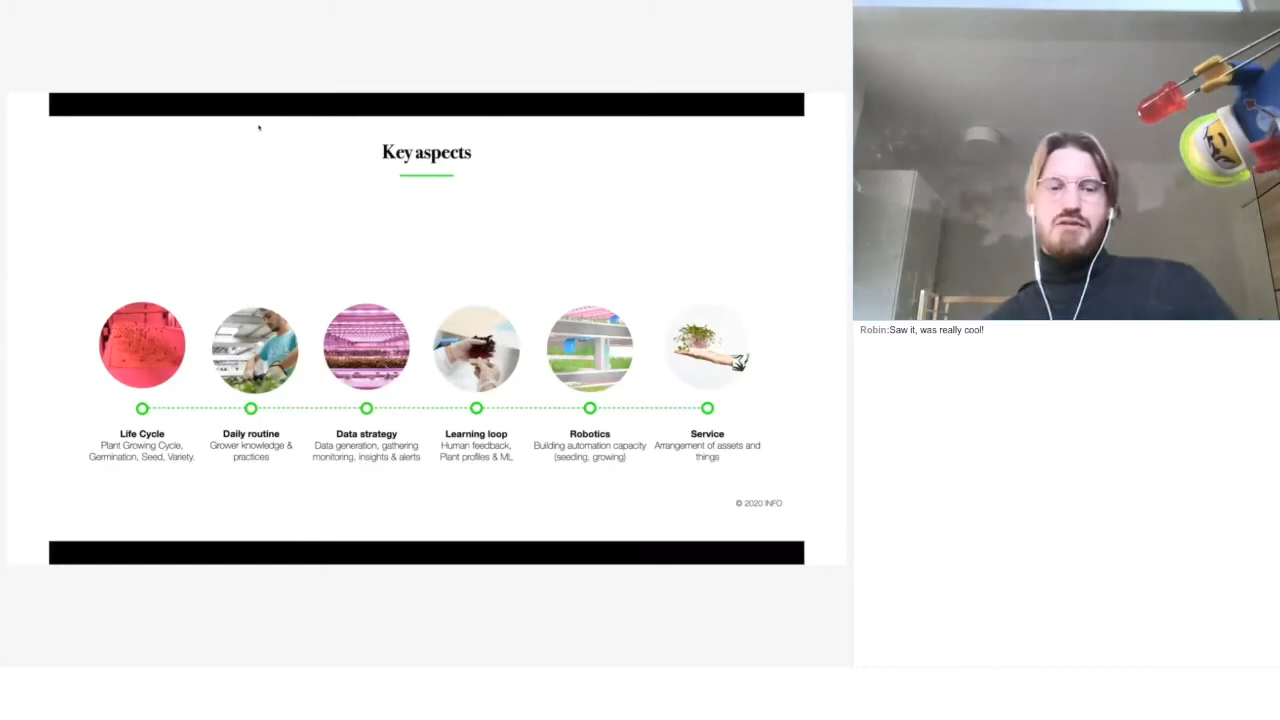 Key aspects
Life Cycle
Plant Growing Cycle,
Germination, Seed, Variety.
Daily routine
Grower knowledge &
practices
Data strategy
Data generation, gathering
monitoring, insights & alerts
Learning loop
Human feedback,
Plant profiles & ML
Robotics
Building automation capacity
(seeding, growing)
Service
Arrangement of assets and
things
© 2020 INFO
Robin:Saw it, was really cool!